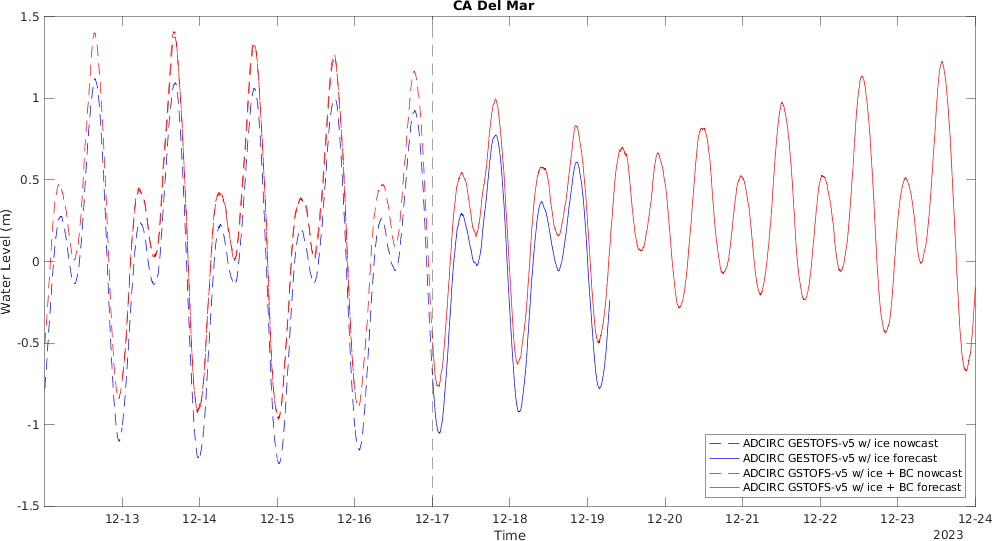 CA Del Mar
1.5
1
0.5
0
-0.5
-1
-1.5
Water Level (m)
12-13 12-14 12-15 12-16 12-17 12-18 12-19 12-20 12-21 12-22 12-23 12-24
Time
2023
ADCIRC GESTOFS-v5 w/ ice nowcast
ADCIRC GESTOFS-v5 w/ ice forecast
ADCIRC GSTOFS-v5 w/ ice + BC nowcast
ADCIRC GSTOFS-v5 w/ ice + BC forecast